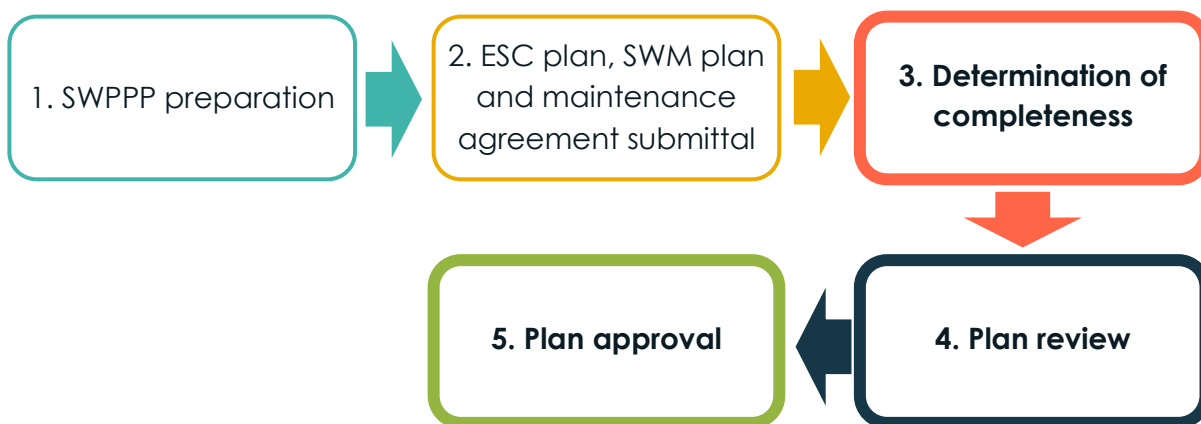 1. SWPPP preparation
2. ESC plan, SWM plan
and maintenance
agreement submittal
3. Determination of
completeness
4. Plan review
5. Plan approval